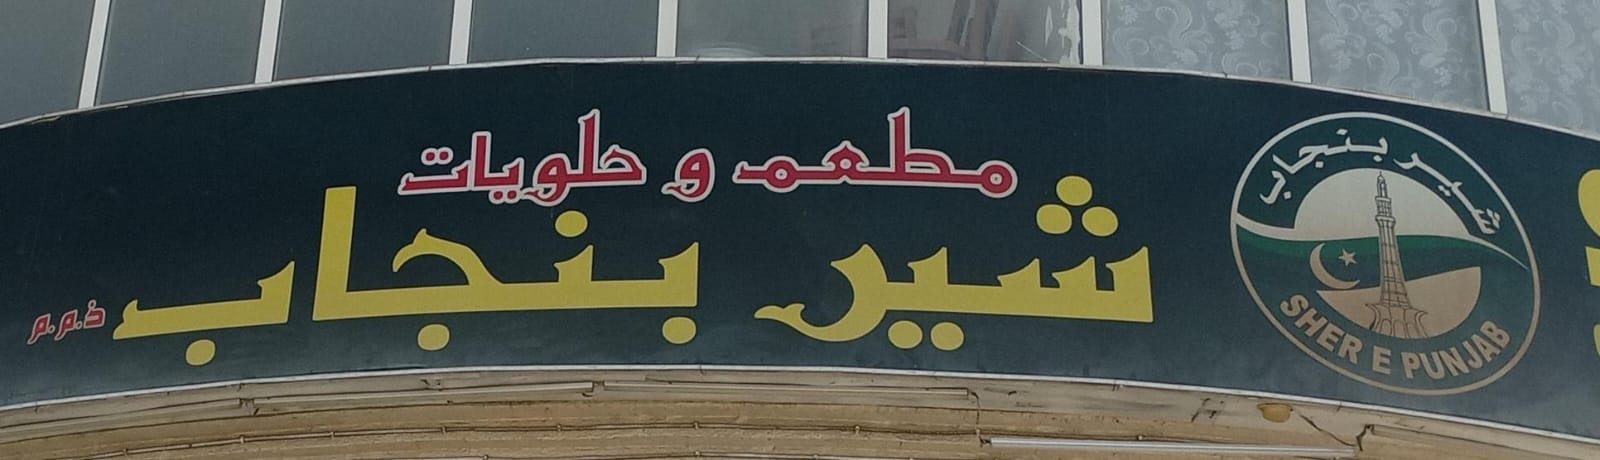 مطعم و حلويات
شير بنجاب
ذ.م.م
شير بنجاب
SHER E PUNJAB